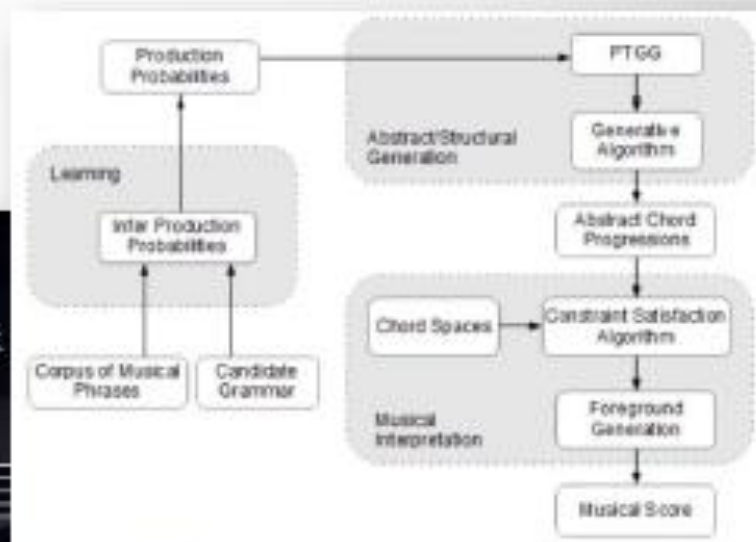 Production
Probabilities
PTGG
Abstract/Structural
Generation
Generative
Algorithm
Learning
Infer Production
Probabilities
Abstract Chord
Progressions
Chord Spaces
Constraint Satisfaction
Algorithm
Corpus of Musical
Phrases
Candidate
Grammar
Musical
Interpretation
Foreground
Generation
Musical Score